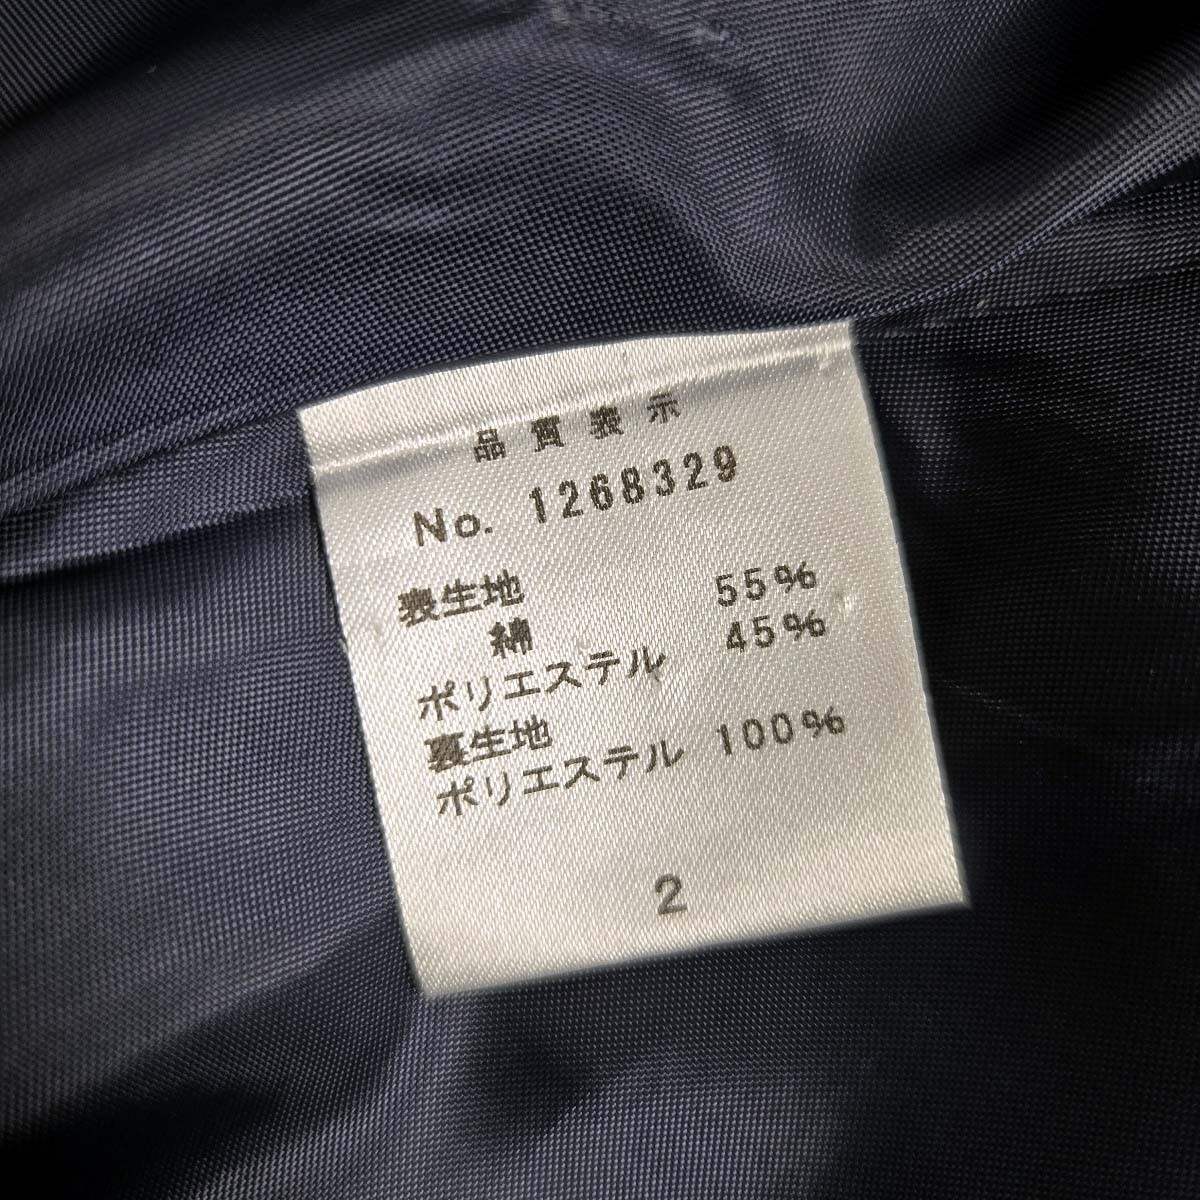 品質表示
No. 1268329
表生地
綿 55%
ポリエステル 45%
裏生地
ポリエステル 100%
2